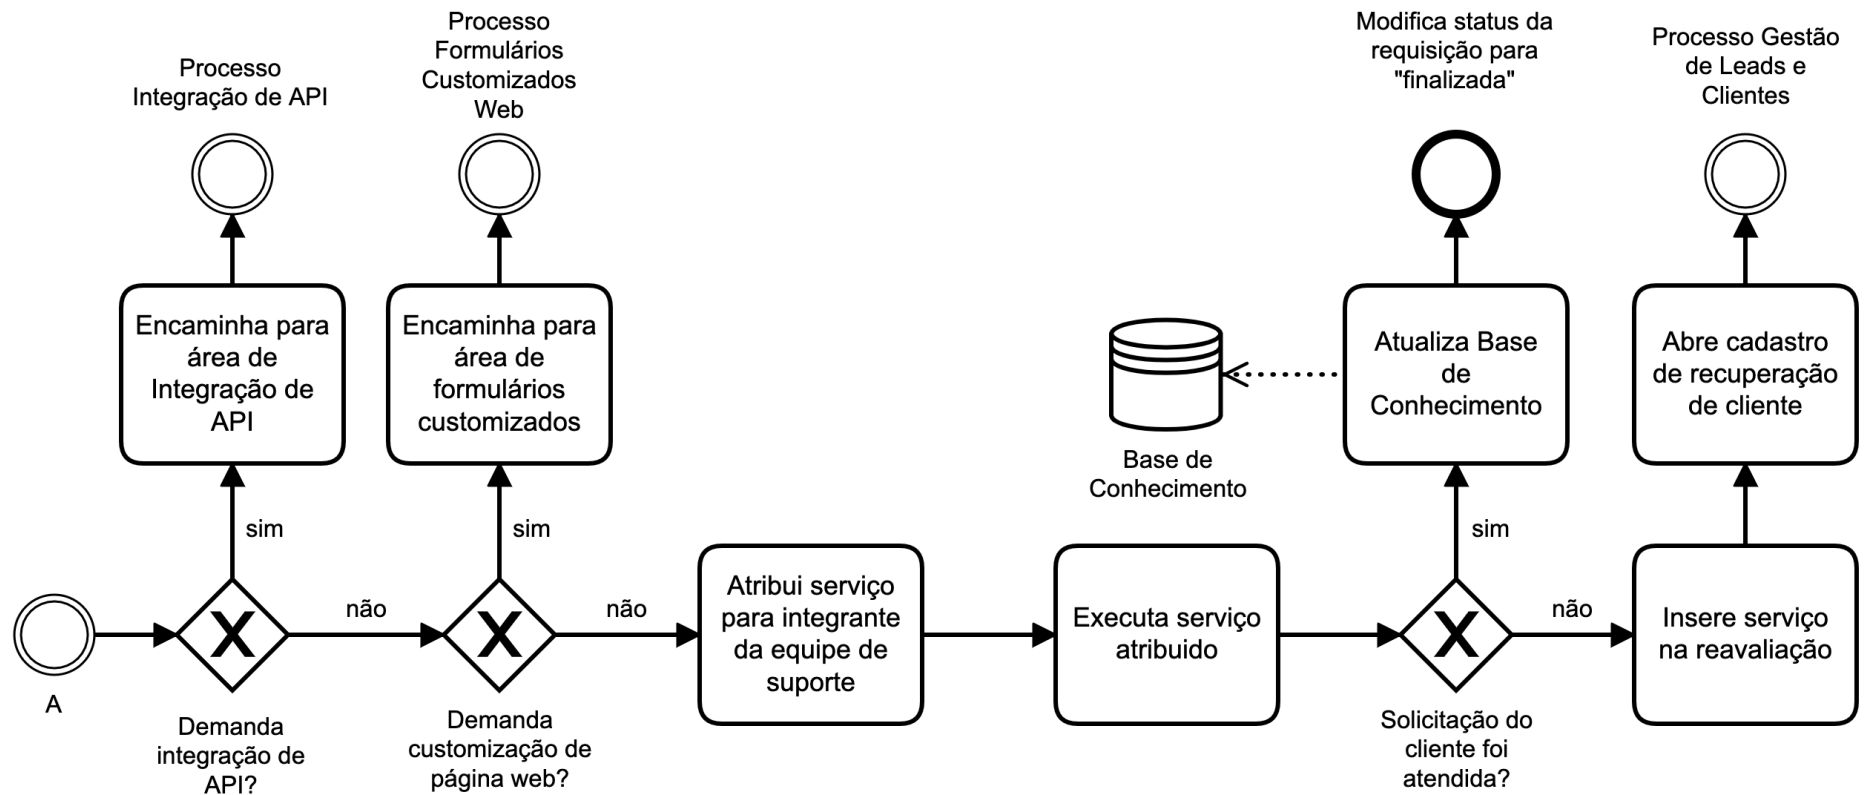 Processo
Integração de API
Processo
Formulários
Customizados
Web
Modifica status da
requisição para
"finalizada"
Processo Gestão
de Leads e
Clientes
Encaminha para
área de
Integração de
API
Encaminha para
área de
formulários
customizados
Base de
Conhecimento
Atualiza Base
de
Conhecimento
Abre cadastro
de recuperação
de cliente
sim
sim
sim
A
X
Demanda
integração de
API?
não
X
Demanda
customização de
página web?
não
Atribui serviço
para integrante
da equipe de
suporte
Executa serviço
atribuido
X
Solicitação do
cliente foi
atendida?
não
Insere serviço
na reavaliação